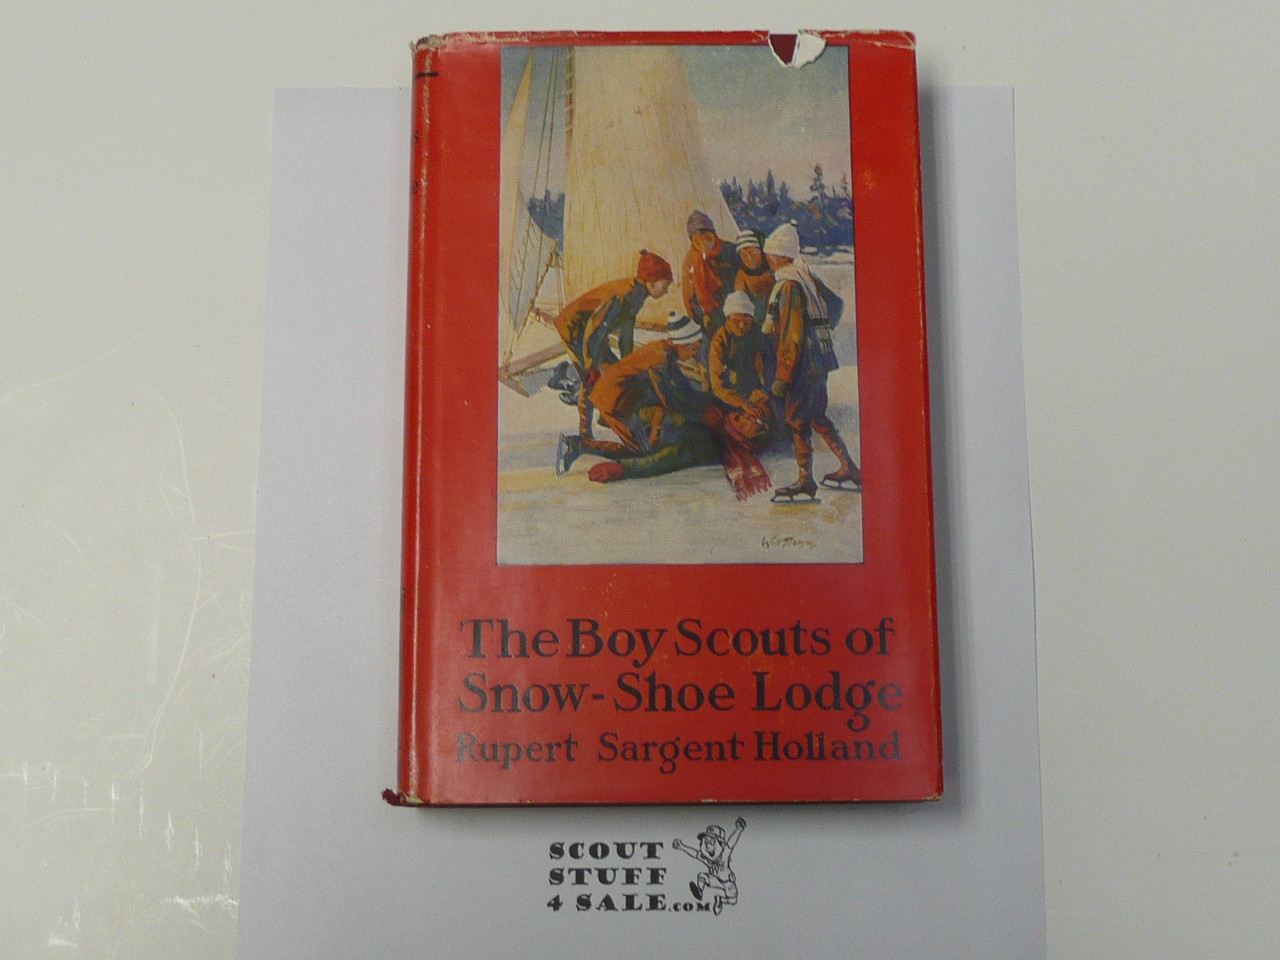 The Boy Scouts of
Snow-Shoe Lodge
Rupert Sargent Holland
SCOUT
STUFF
4 SALE.COM